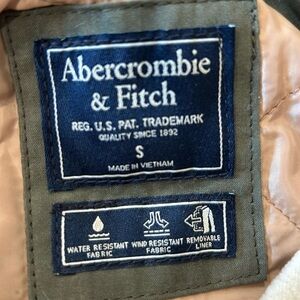 Abercrombie
& Fitch
REG. U.S. PAT. TRADEMARK
QUALITY SINCE 1892
S
MADE IN VIETNAM
WATER RESISTANT
FABRIC
WIND RESISTANT
FABRIC
REMOVABLE
LINER